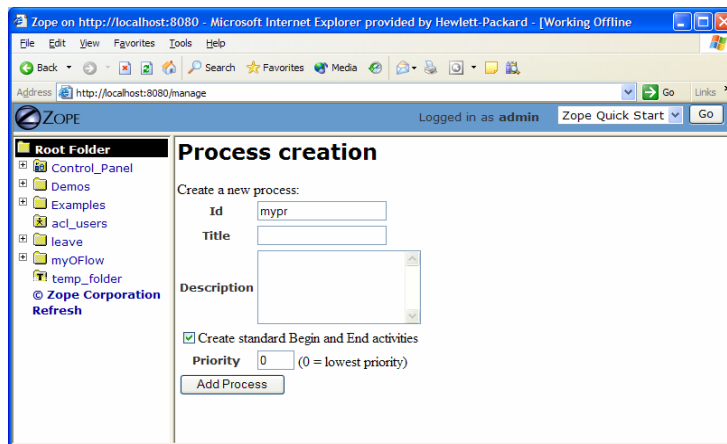 Zope on http://localhost:8080 - Microsoft Internet Explorer provided by Hewlett-Packard - [Working Offline
File Edit View Favorites Tools Help
Back Search Favorites Media
Address http://localhost:8080/manage Go Links
ZOPE Logged in as admin Zope Quick Start Go
Root Folder
Control_Panel
Demos
Examples
acl_users
leave
myOFlow
temp_folder
© Zope Corporation
Refresh
Process creation
Create a new process:
Id mypr
Title
Description
Create standard Begin and End activities
Priority 0 (0 = lowest priority)
Add Process